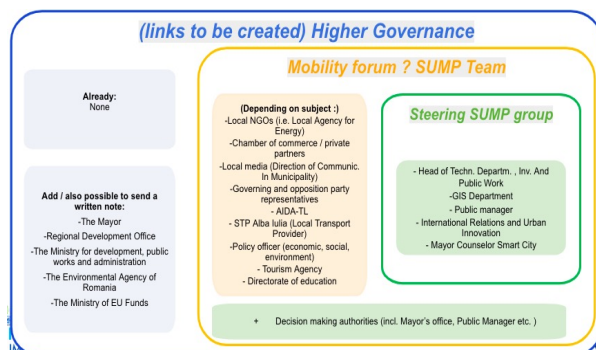 (links to be created) Higher Governance
Mobility forum ? SUMP Team
Already:
None
Add / also possible to send a
written note:
-The Mayor
-Regional Development Office
-The Ministry for development, public
works and administration
-The Environmental Agency of
Romania
-The Ministry of EU Funds
(Depending on subject :)
-Local NGOs (i.e. Local Agency for
Energy)
-Chamber of commerce / private
partners
-Local media (Direction of Communic.
In Municipality)
-Governing and opposition party
representatives
- AIDA-TL
- STP Alba Iulia (Local Transport
Provider)
-Policy officer (economic, social,
environment)
- Tourism Agency
- Directorate of education
Steering SUMP group
- Head of Techn. Departm. , Inv. And
Public Work
-GIS Department
- Public manager
- International Relations and Urban
Innovation
- Mayor Counselor Smart City
+ Decision making authorities (incl. Mayor's office, Public Manager etc. )